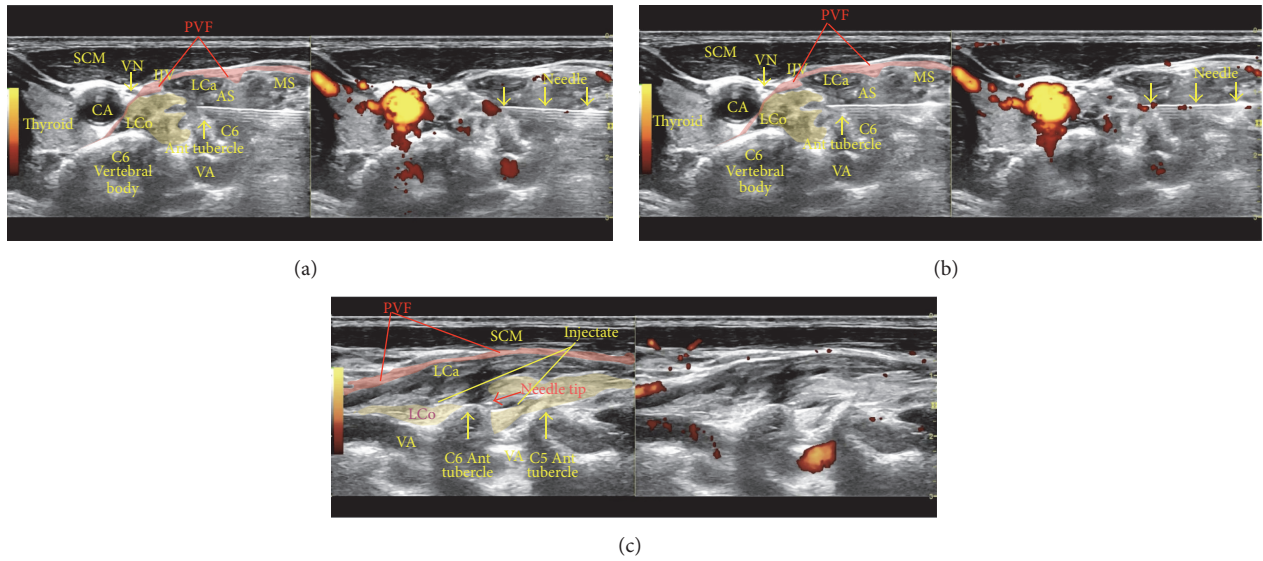 PVF
SCM
VN
IJV
LCa
AS
MS
CA
Thyroid
LCo
C6
Ant tubercle
C6
Vertebral
body
VA
Needle
(a)
PVF
SCM
VN
IJV
LCa
AS
MS
CA
Thyroid
LCo
C6
Ant tubercle
C6
Vertebral
body
VA
Needle
(b)
PVF
SCM
Injectate
LCa
Needle tip
LCo
VA
C6 Ant
tubercle
VA
C5 Ant
tubercle
(c)